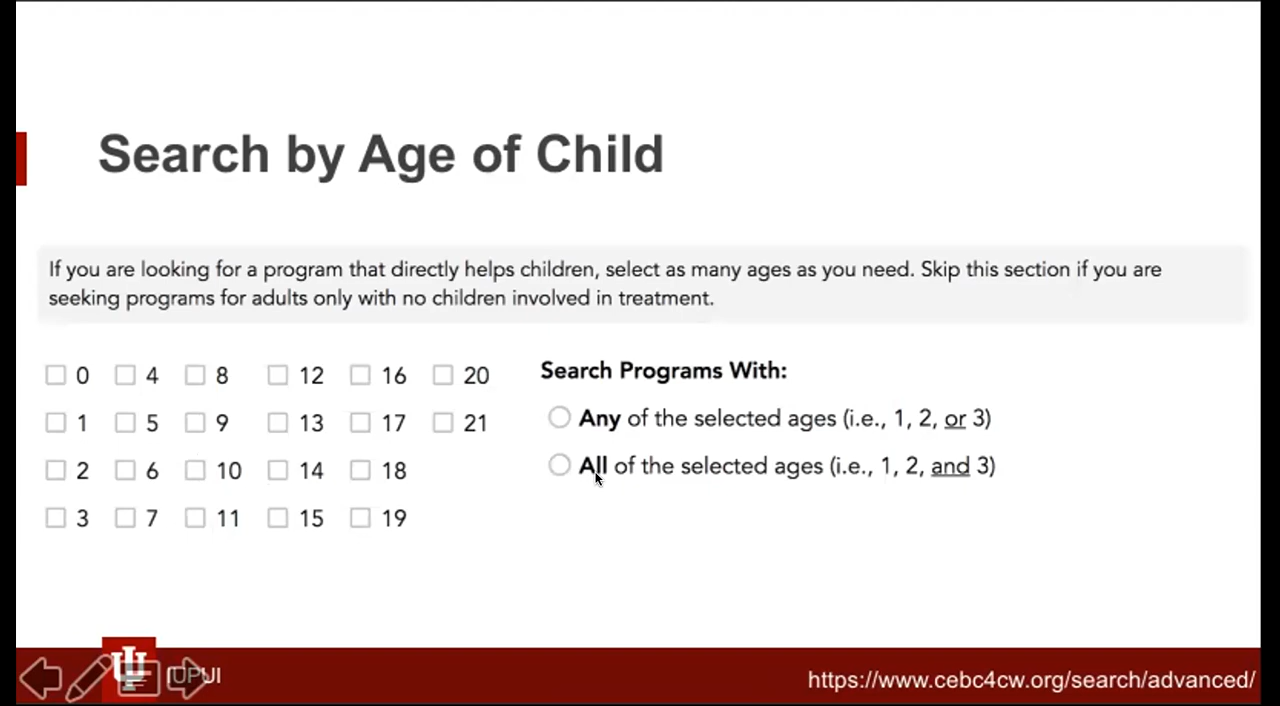 Search by Age of Child
If you are looking for a program that directly helps children, select as many ages as you need. Skip this section if you are
seeking programs for adults only with no children involved in treatment.
0 4 8 12 16 20
1 5 9 13 17 21
2 6 10 14 18
3 7 11 15 19
Search Programs With:
Any of the selected ages (i.e., 1, 2, or 3)
All of the selected ages (i.e., 1, 2, and 3)
IUPUI
https://www.cebc4cw.org/search/advanced/